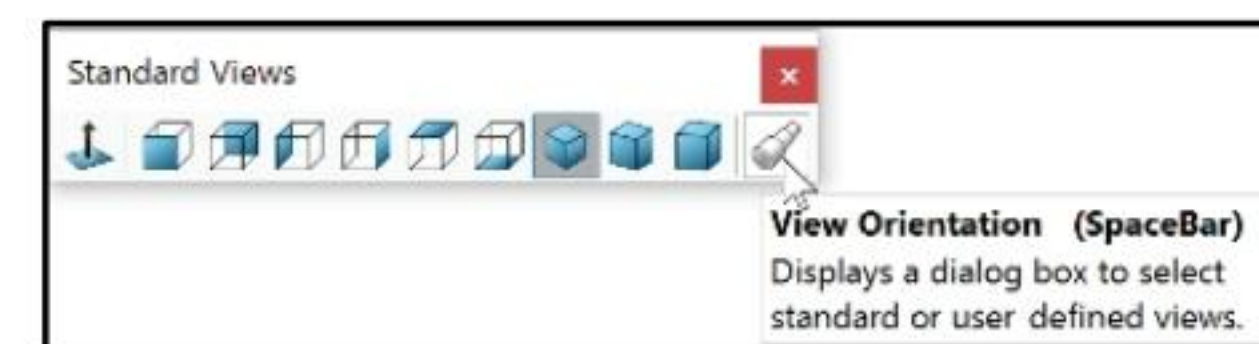 Standard Views
View Orientation (SpaceBar)
Displays a dialog box to select
standard or user defined views.